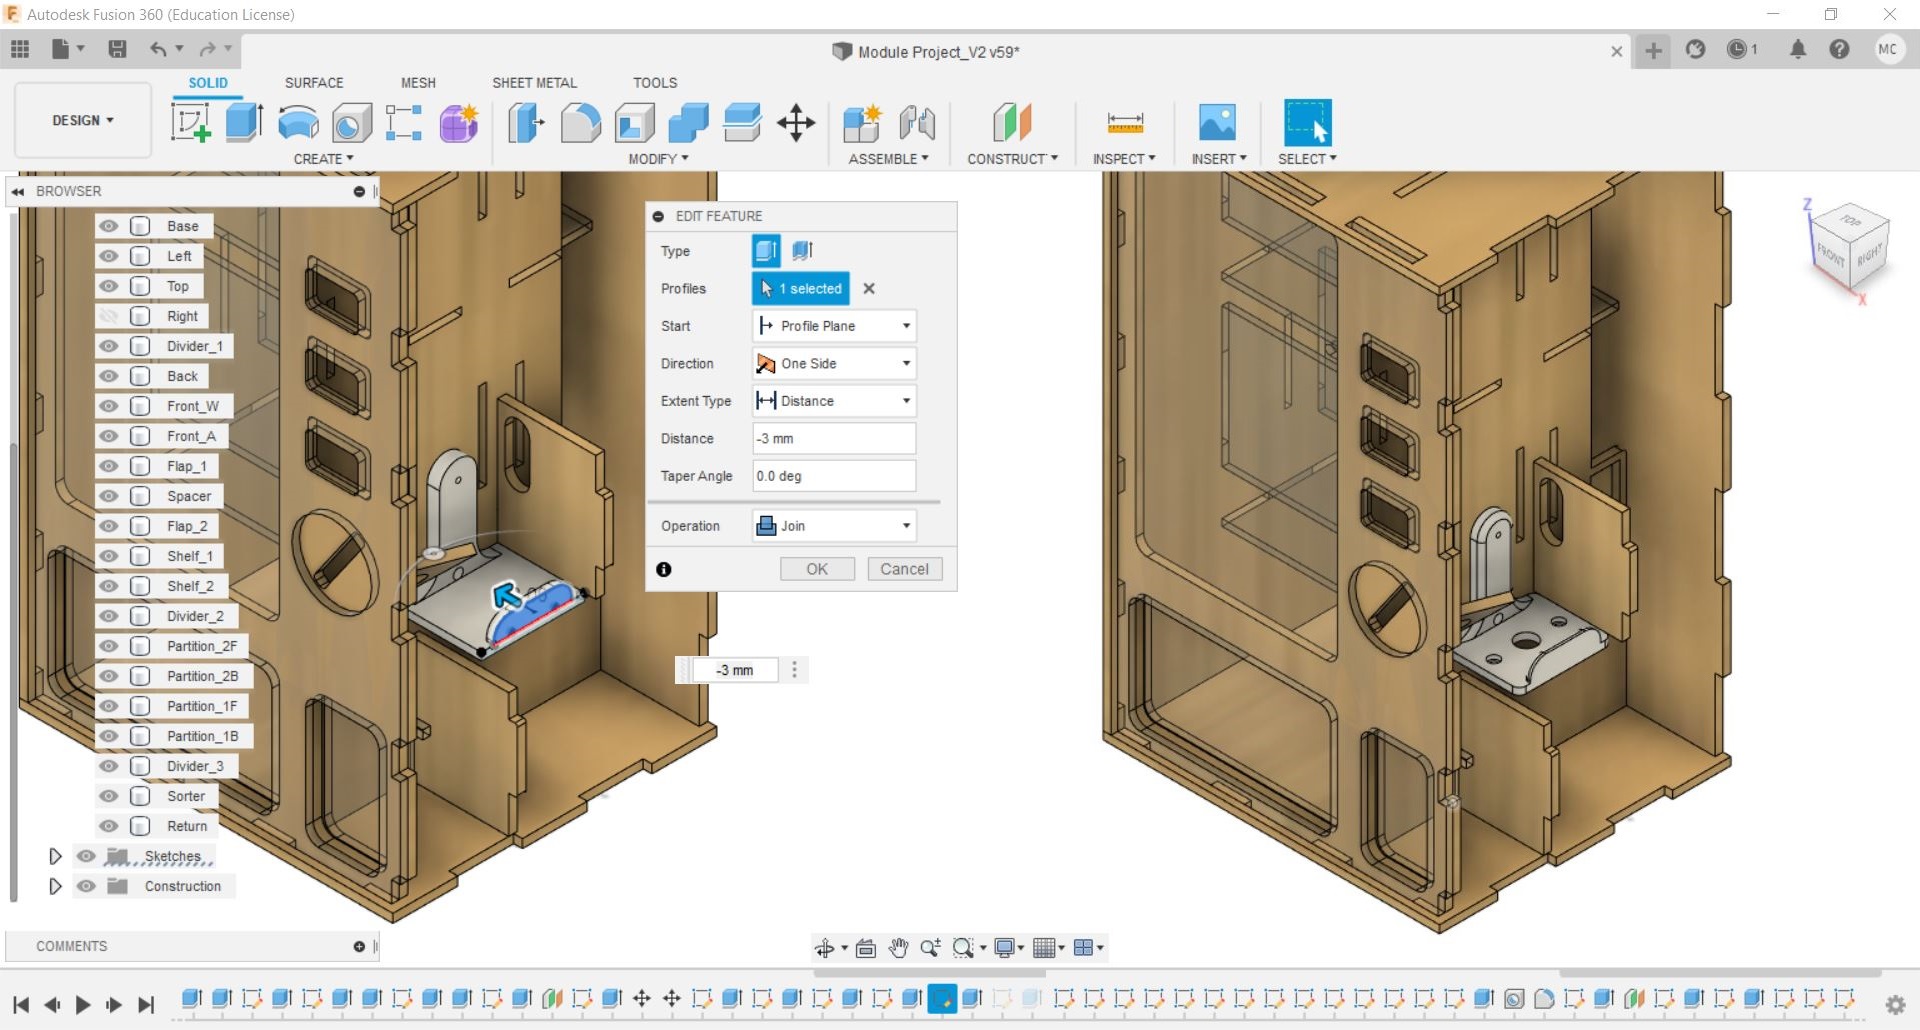 Autodesk Fusion 360 (Education License)
Module Project_V2 v59*
1
MC
DESIGN
SOLID
SURFACE
MESH
SHEET METAL
TOOLS
CREATE
MODIFY
ASSEMBLE
CONSTRUCT
INSPECT
INSERT
SELECT
BROWSER
Base
Left
Top
Right
Divider_1
Back
Front_W
Front_A
Flap_1
Spacer
Flap_2
Shelf_1
Shelf_2
Divider_2
Partition_2F
Partition_2B
Partition_1F
Partition_1B
Divider_3
Sorter
Return
Sketches
Construction
COMMENTS
EDIT FEATURE
Type
Profiles 1 selected
Start Profile Plane
Direction One Side
Extent Type Distance
Distance -3 mm
Taper Angle 0.0 deg
Operation Join
OK Cancel
-3 mm
Z
TOP
FRONT RIGHT
X